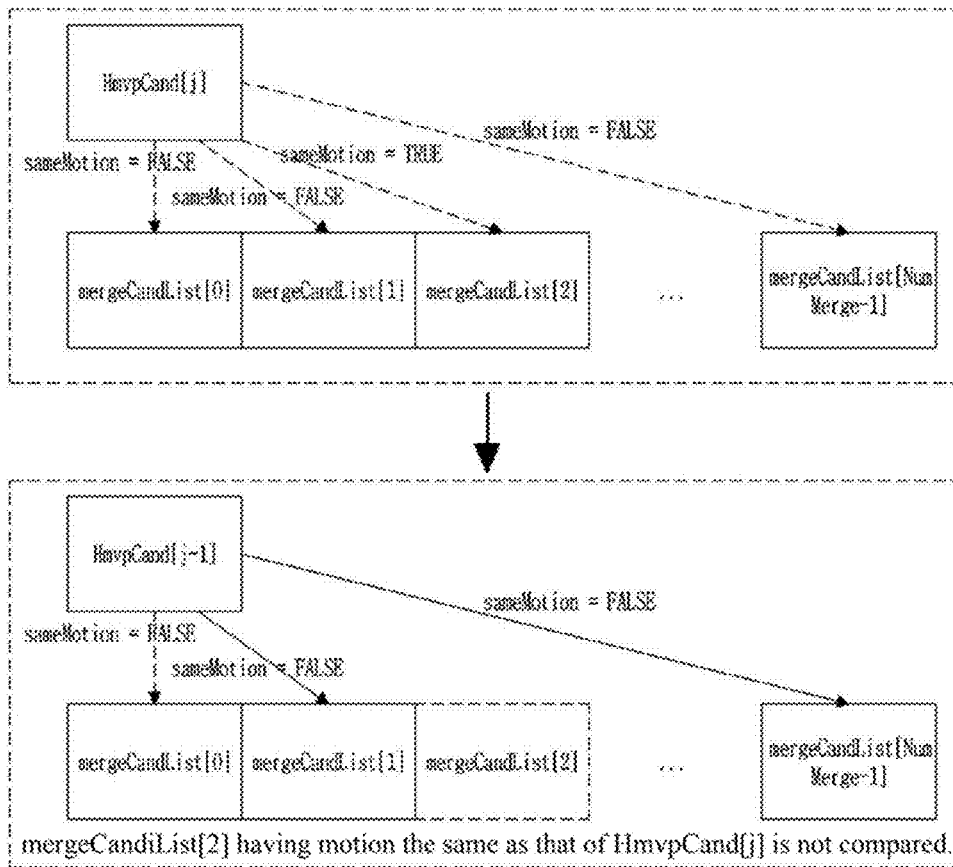 HmvpCand[j]
sameMotion = FALSE
sameMotion = TRUE
sameMotion = FALSE
sameMotion = FALSE
mergeCandList[0]
mergeCandList[1]
mergeCandList[2]
...
mergeCandList[Num
Merge-1]
HmvpCand[j-1]
sameMotion = FALSE
sameMotion = FALSE
sameMotion = FALSE
mergeCandList[0]
mergeCandList[1]
mergeCandList[2]
...
mergeCandList[Num
Merge-1]
mergeCandiList[2] having motion the same as that of HmvpCand[j] is not compared.